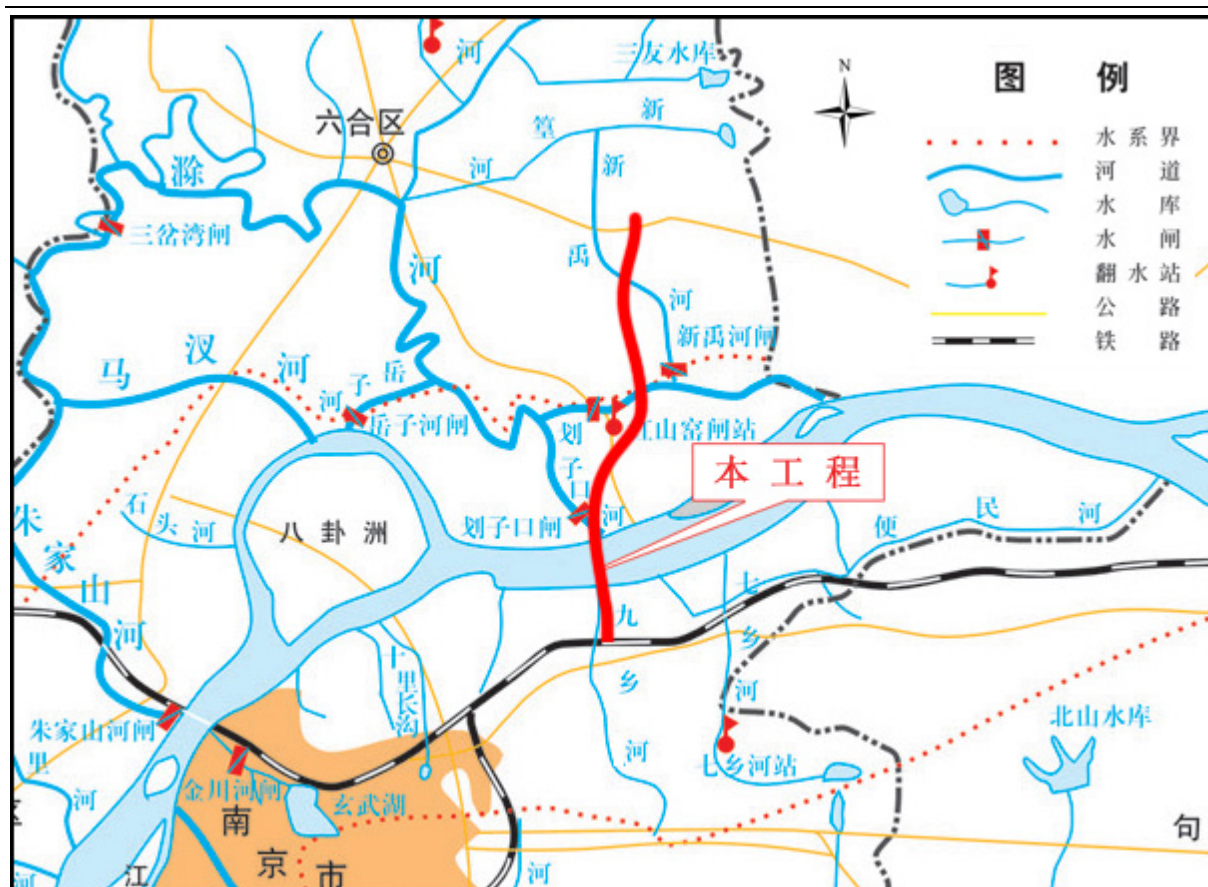 图 例
水系界
河道
水库
水闸
翻水站
公路
铁路
N
河
三友水库
六合区
新篁河
滁河
三岔湾闸
新禹河
新禹河闸
马汊河
岳子河
岳子河闸
划子口河
红山窑闸站
本工程
划子口闸
石头河
八卦洲
便民河
朱家山河
九乡河
七乡河
十里长沟
朱家山河闸
北山水库
七乡河站
金川河闸
玄武湖
里
河
南京市
句
江
河
河